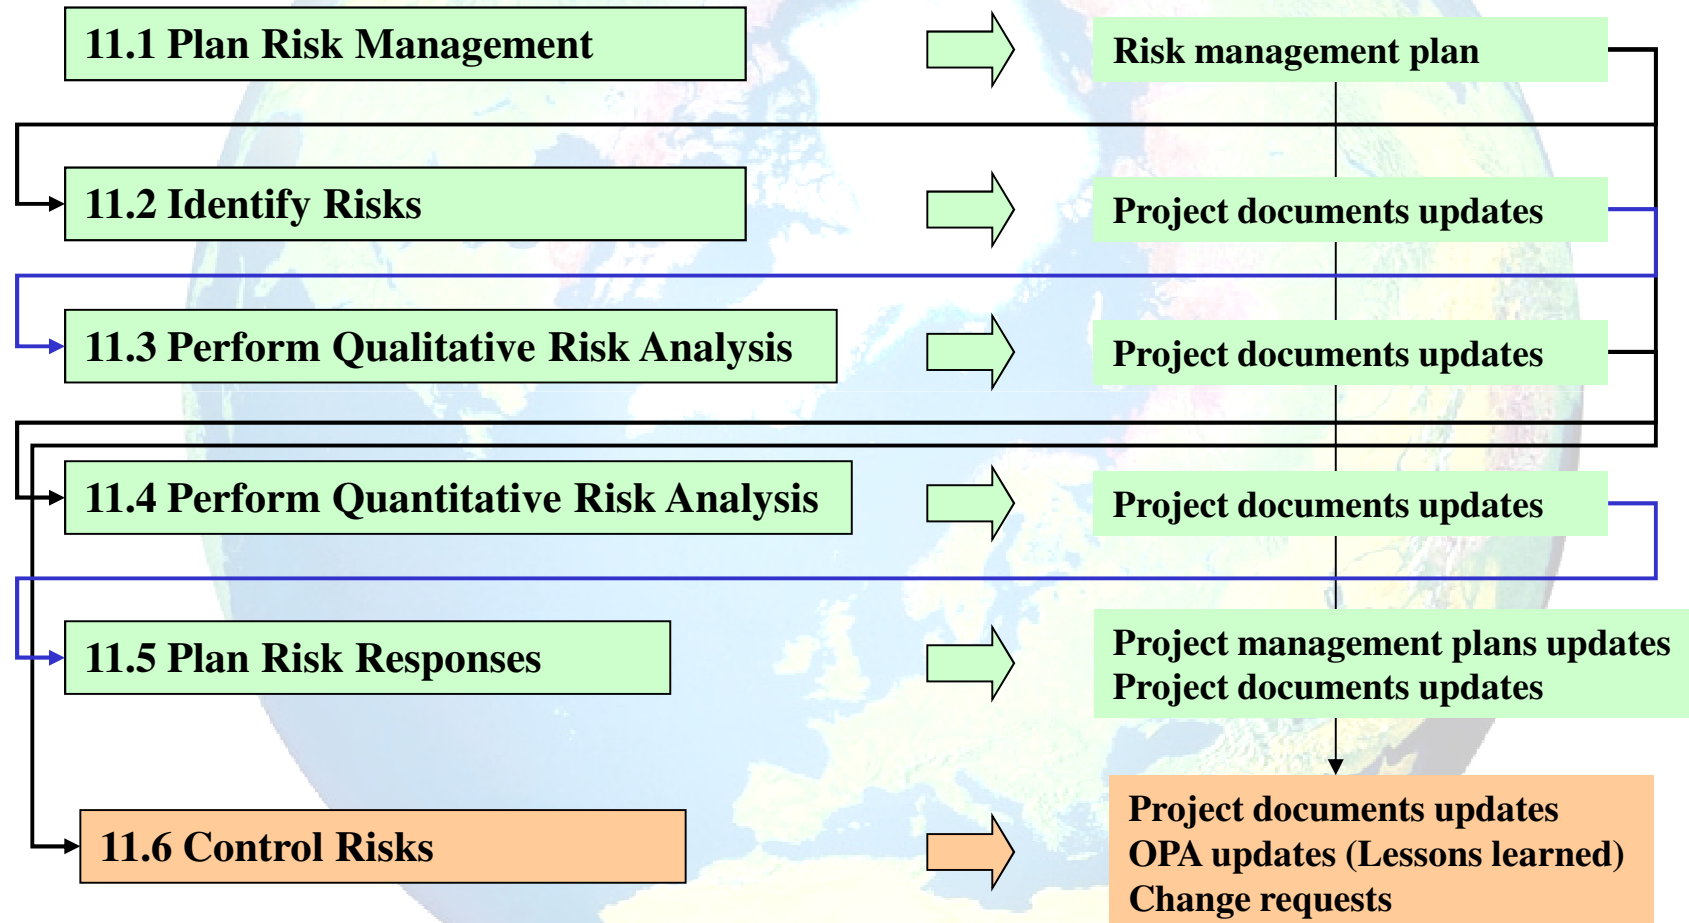 11.1 Plan Risk Management
Risk management plan
11.2 Identify Risks
Project documents updates
11.3 Perform Qualitative Risk Analysis
Project documents updates
11.4 Perform Quantitative Risk Analysis
Project documents updates
11.5 Plan Risk Responses
Project management plans updates
Project documents updates
11.6 Control Risks
Project documents updates
OPA updates (Lessons learned)
Change requests